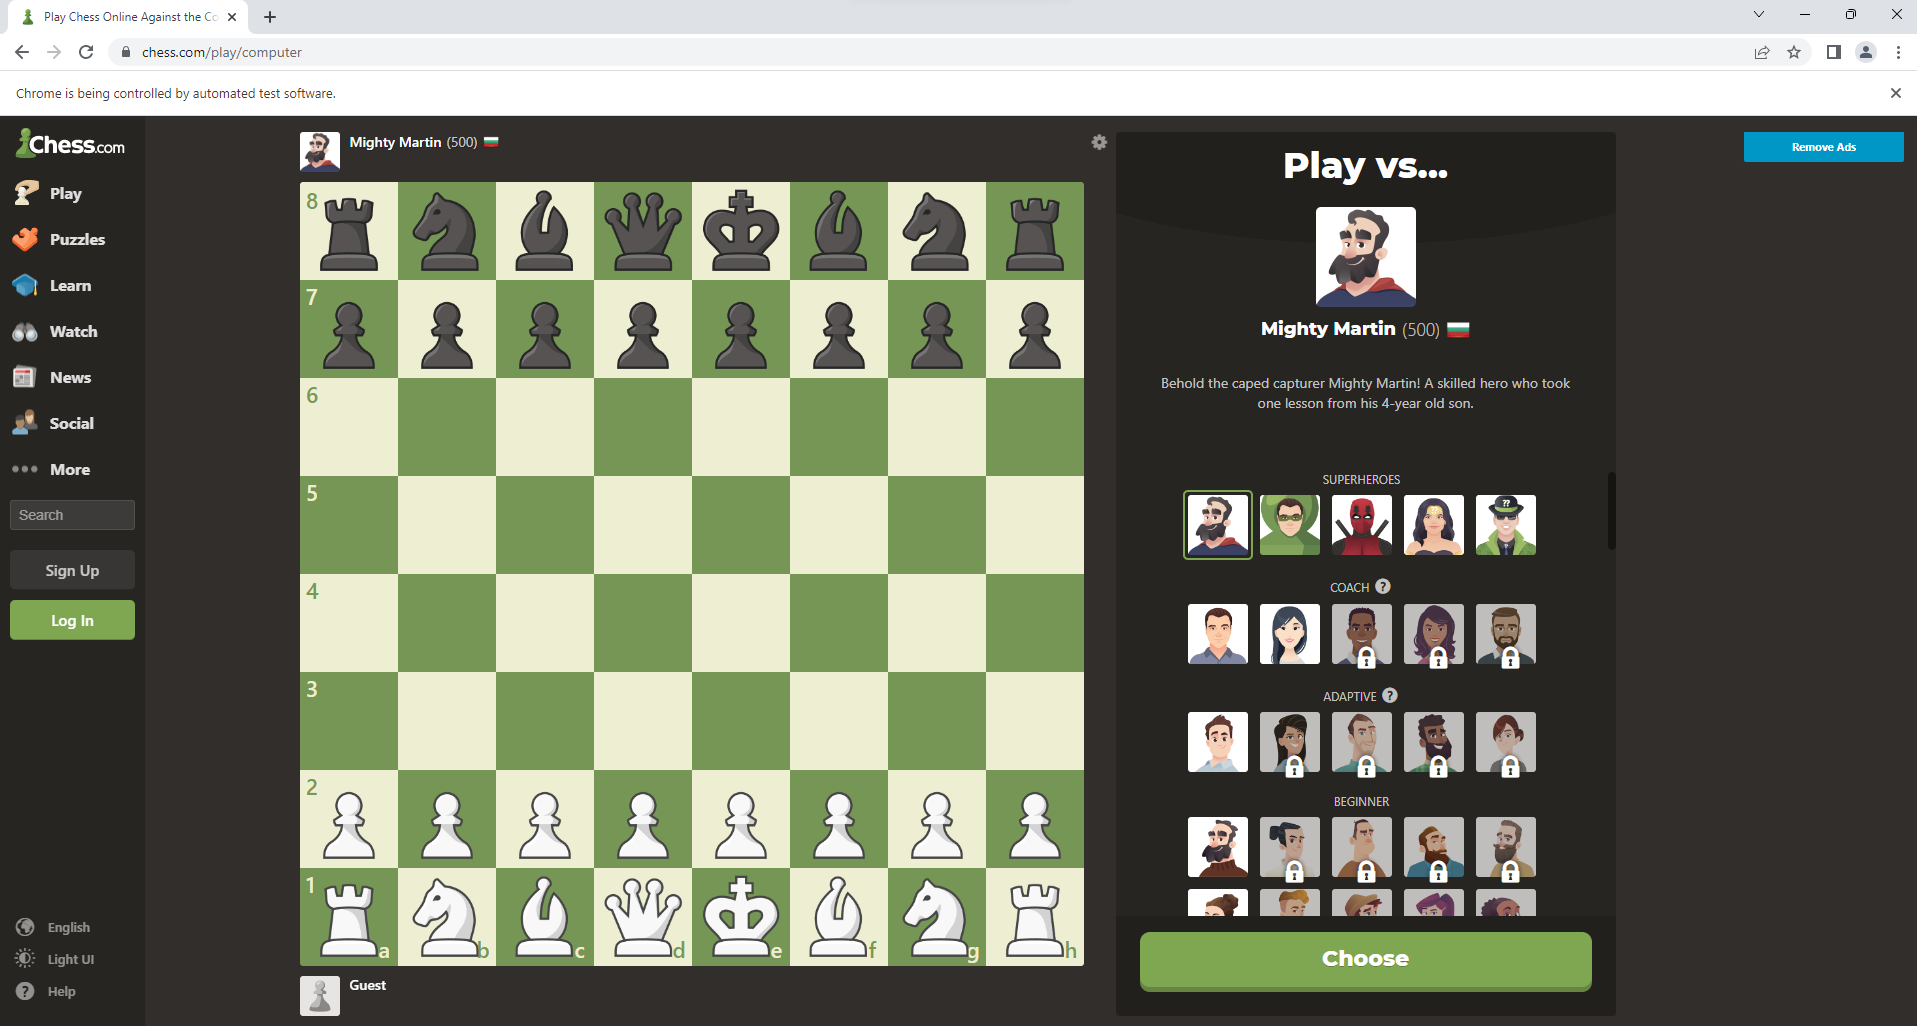 Play Chess Online Against the Co
chess.com/play/computer
Chrome is being controlled by automated test software.
Chess.com
Play
Puzzles
Learn
Watch
News
Social
More
Search
Sign Up
Log In
English
Light UI
Help
Mighty Martin (500)
8
7
6
5
4
3
2
1
a b c d e f g h
Guest
Play vs...
Mighty Martin (500)
Behold the caped capturer Mighty Martin! A skilled hero who took
one lesson from his 4-year old son.
SUPERHEROES
??
COACH ?
ADAPTIVE ?
BEGINNER
Choose
Remove Ads